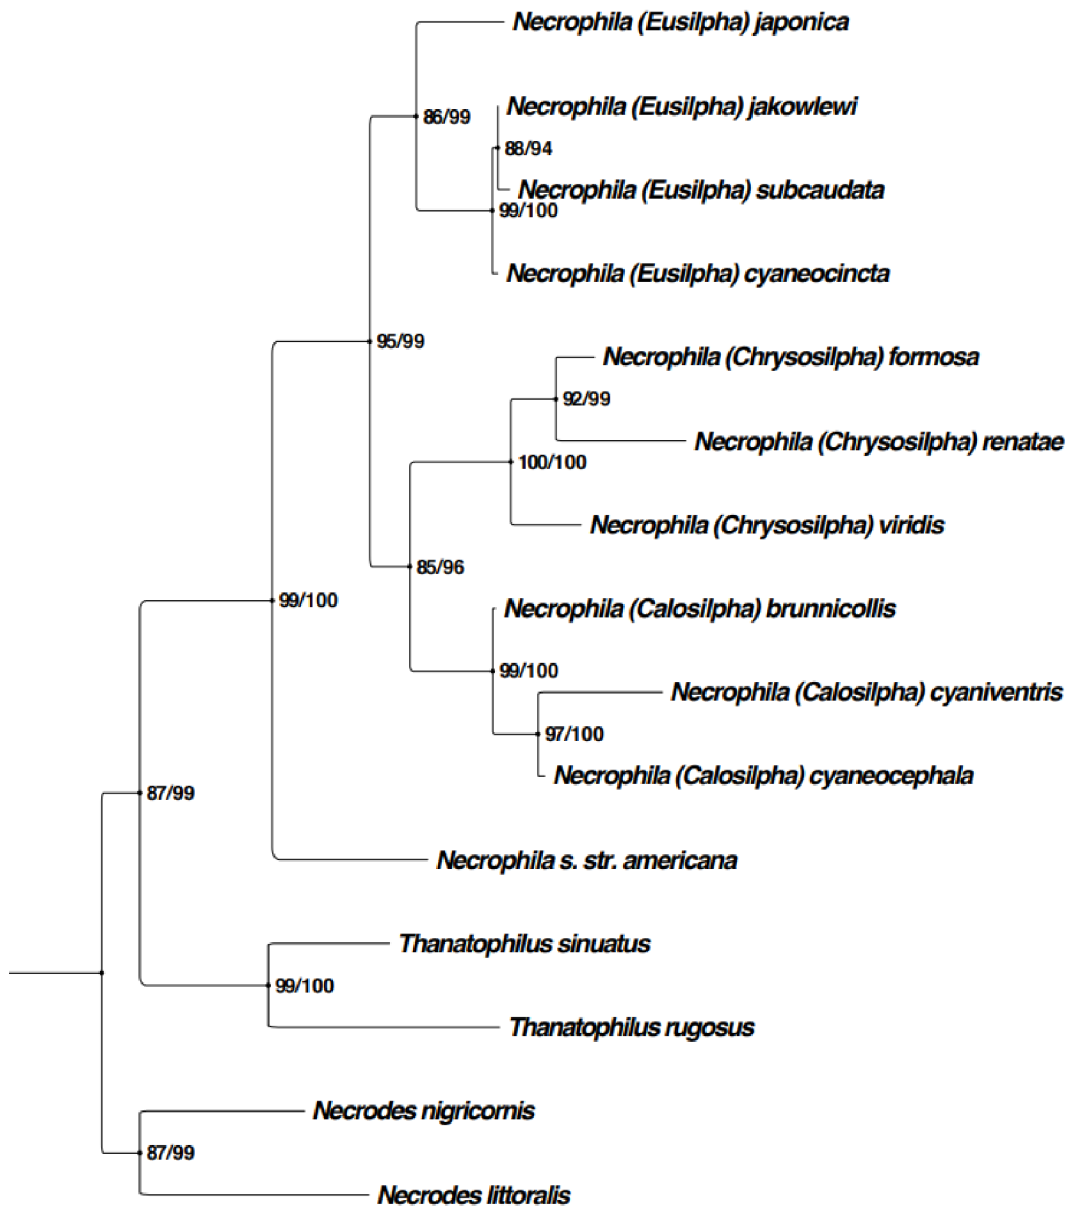 Necrophila (Eusilpha) japonica
Necrophila (Eusilpha) jakowlewi
86/99
88/94
Necrophila (Eusilpha) subcaudata
99/100
Necrophila (Eusilpha) cyaneocincta
95/99
Necrophila (Chrysosilpha) formosa
92/99
Necrophila (Chrysosilpha) renatae
100/100
Necrophila (Chrysosilpha) viridis
85/96
99/100
Necrophila (Calosilpha) brunnicollis
99/100
Necrophila (Calosilpha) cyaniventris
97/100
Necrophila (Calosilpha) cyaneocephala
87/99
Necrophila s. str. americana
Thanatophilus sinuatus
99/100
Thanatophilus rugosus
Necrodes nigricornis
87/99
Necrodes littoralis